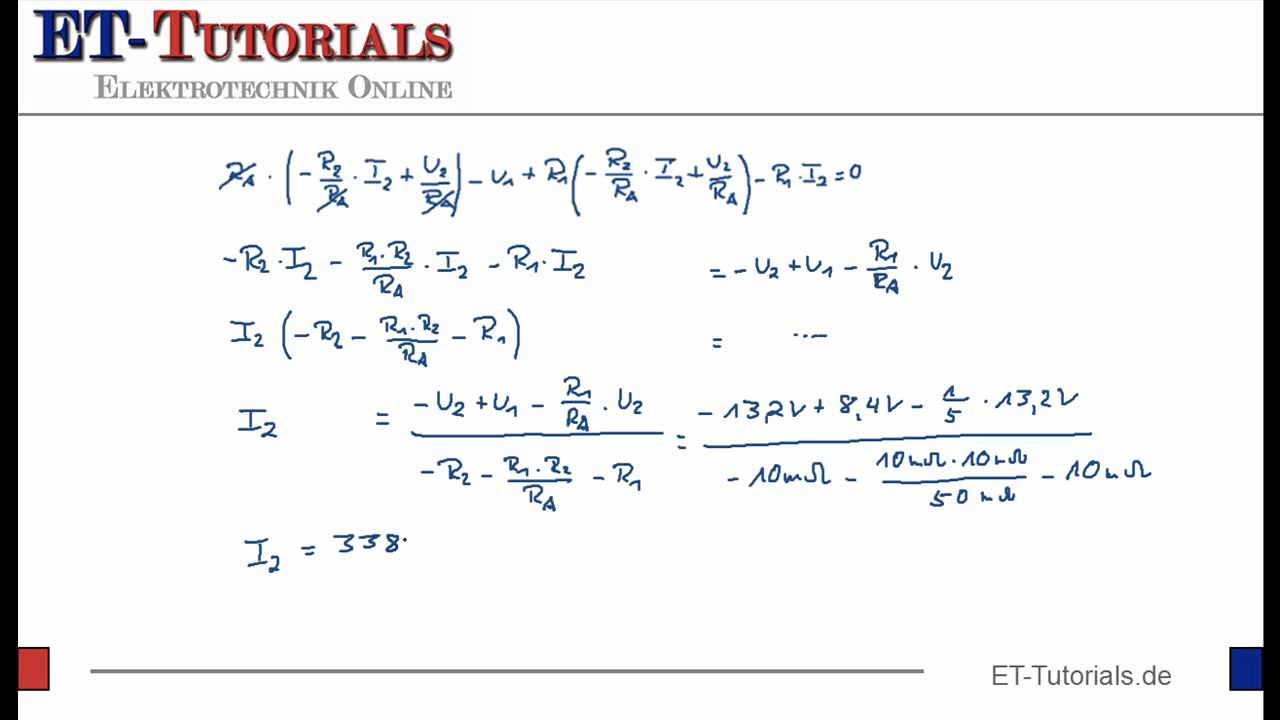 ET-TUTORIALS
ELEKTROTECHNIK ONLINE
R_A · (-R_2/R_A · I_2 + U_2/R_A) - U_1 + R_1 (-R_2/R_A · I_2 + U_2/R_A) - R_1 · I_2 = 0
-R_2 · I_2 - R_1·R_2/R_A · I_2 - R_1 · I_2 = -U_2 + U_1 - R_1/R_A · U_2
I_2 (-R_2 - R_1·R_2/R_A - R_1) = ...
I_2 = (-U_2 + U_1 - R_1/R_A · U_2)/(-R_2 - R_1·R_2/R_A - R_1) = (-13,2V + 8,4V - 1/5 · 13,2V)/(-10mΩ - 10mΩ·10mΩ/50mΩ - 10mΩ)
I_2 = 338
ET-Tutorials.de